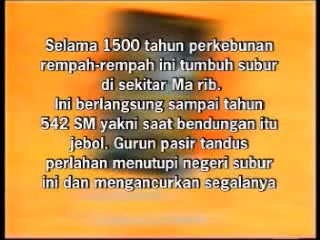 Selama 1500 tahun perkebunan
rempah-rempah ini tumbuh subur
di sekitar Ma rib.
Ini berlangsung sampai tahun
542 SM yakni saat bendungan itu
jebol. Gurun pasir tandus
perlahan menutupi negeri subur
ini dan mengancurkan segalanya